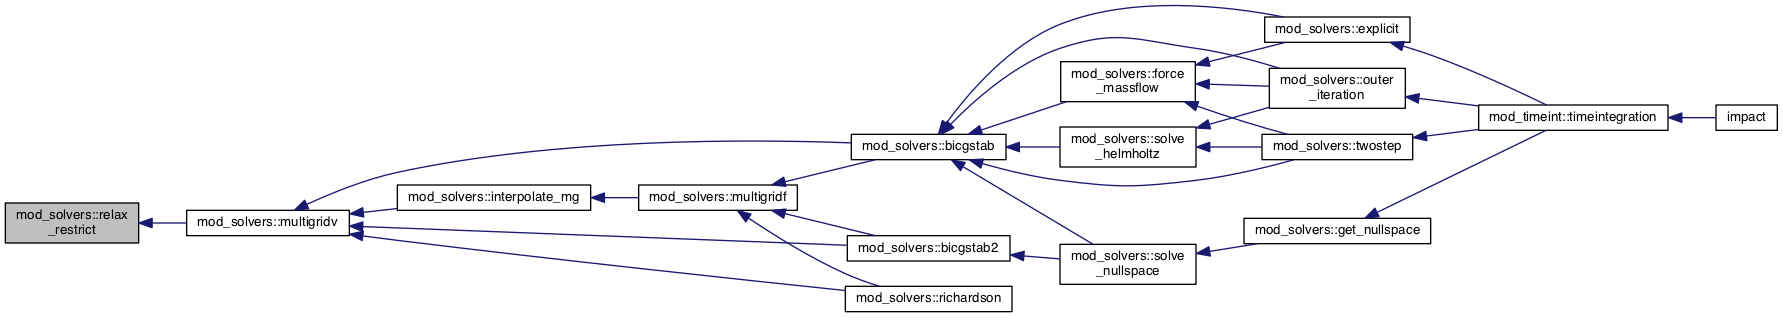 mod_solvers::relax
_restrict
mod_solvers::multigridv
mod_solvers::interpolate_mg
mod_solvers::multigridf
mod_solvers::bicgstab
mod_solvers::bicgstab2
mod_solvers::richardson
mod_solvers::force
_massflow
mod_solvers::solve
_helmholtz
mod_solvers::solve
_nullspace
mod_solvers::explicit
mod_solvers::outer
_iteration
mod_solvers::twostep
mod_solvers::get_nullspace
mod_timeint::timeintegration
impact